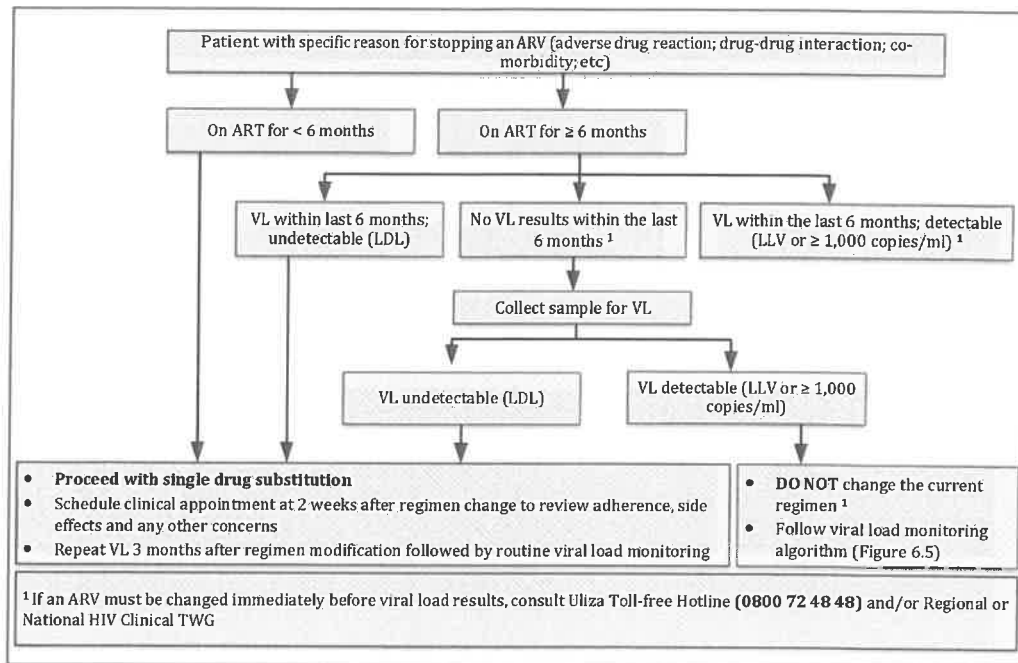 Patient with specific reason for stopping an ARV (adverse drug reaction; drug-drug interaction; co-
morbidity; etc)
On ART for < 6 months
On ART for ≥ 6 months
VL within last 6 months;
undetectable (LDL)
No VL results within the last
6 months ¹
VL within the last 6 months; detectable
(LLV or ≥ 1,000 copies/ml) ¹
Collect sample for VL
VL undetectable (LDL)
VL detectable (LLV or ≥ 1,000
copies/ml)
• Proceed with single drug substitution
• Schedule clinical appointment at 2 weeks after regimen change to review adherence, side
effects and any other concerns
• Repeat VL 3 months after regimen modification followed by routine viral load monitoring
• DO NOT change the current
regimen ¹
• Follow viral load monitoring
algorithm (Figure 6.5)
¹ If an ARV must be changed immediately before viral load results, consult Uliza Toll-free Hotline (0800 72 48 48) and/or Regional or
National HIV Clinical TWG